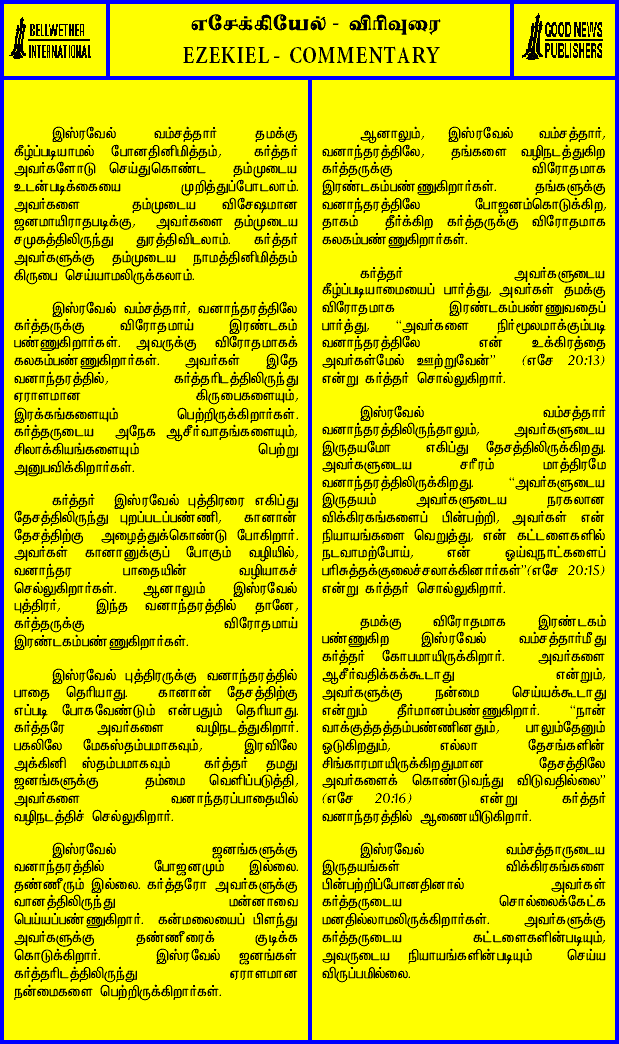 BELLWETHER
INTERNATIONAL
எசேக்கியேல் - விரிவுரை
EZEKIEL - COMMENTARY
GOOD NEWS
PUBLISHERS
இஸ்ரவேல் வம்சத்தார் தமக்கு
கீழ்ப்படியாமல் போனதினிமித்தம், கர்த்தர்
அவர்களோடு செய்துகொண்ட தம்முடைய
உடன்படிக்கையை முறித்துப்போடலாம்.
அவர்களை தம்முடைய விசேஷமான
ஜனமாயிராதபடிக்கு, அவர்களை தம்முடைய
சமுகத்திலிருந்து துரத்திவிடலாம். கர்த்தர்
அவர்களுக்கு தம்முடைய நாமத்தினிமித்தம்
கிருபை செய்யாமலிருக்கலாம்.
இஸ்ரவேல் வம்சத்தார், வனாந்தரத்திலே
கர்த்தருக்கு விரோதமாய் இரண்டகம்
பண்ணுகிறார்கள். அவருக்கு விரோதமாகக்
கலகம்பண்ணுகிறார்கள். அவர்கள் இதே
வனாந்தரத்தில், கர்த்தரிடத்திலிருந்து
ஏராளமான கிருபைகளையும்,
இரக்கங்களையும் பெற்றிருக்கிறார்கள்.
கர்த்தருடைய அநேக ஆசீர்வாதங்களையும்,
சிலாக்கியங்களையும் பெற்று
அனுபவிக்கிறார்கள்.
கர்த்தர் இஸ்ரவேல் புத்திரரை எகிப்து
தேசத்திலிருந்து புறப்படப்பண்ணி, கானான்
தேசத்திற்கு அழைத்துக்கொண்டு போகிறார்.
அவர்கள் கானானுக்குப் போகும் வழியில்,
வனாந்தர பாதையின் வழியாகச்
செல்லுகிறார்கள். ஆனாலும் இஸ்ரவேல்
புத்திரர், இந்த வனாந்தரத்தில் தானே,
கர்த்தருக்கு விரோதமாய்
இரண்டகம்பண்ணுகிறார்கள்.
இஸ்ரவேல் புத்திரருக்கு வனாந்தரத்தில்
பாதை தெரியாது. கானான் தேசத்திற்கு
எப்படி போகவேண்டும் என்பதும் தெரியாது.
கர்த்தரே அவர்களை வழிநடத்துகிறார்.
பகலிலே மேகஸ்தம்பமாகவும், இரவிலே
அக்கினி ஸ்தம்பமாகவும் கர்த்தர் தமது
ஜனங்களுக்கு தம்மை வெளிப்படுத்தி,
அவர்களை வனாந்தரப்பாதையில்
வழிநடத்திச் செல்லுகிறார்.
இஸ்ரவேல் ஜனங்களுக்கு
வனாந்தரத்தில் போஜனமும் இல்லை.
தண்ணீரும் இல்லை. கர்த்தரோ அவர்களுக்கு
வானத்திலிருந்து மன்னாவை
பெய்யப்பண்ணுகிறார். கன்மலையைப் பிளந்து
அவர்களுக்கு தண்ணீரைக் குடிக்க
கொடுக்கிறார். இஸ்ரவேல் ஜனங்கள்
கர்த்தரிடத்திலிருந்து ஏராளமான
நன்மைகளை பெற்றிருக்கிறார்கள்.
ஆனாலும், இஸ்ரவேல் வம்சத்தார்,
வனாந்தரத்திலே, தங்களை வழிநடத்துகிற
கர்த்தருக்கு விரோதமாக
இரண்டகம்பண்ணுகிறார்கள். தங்களுக்கு
வனாந்தரத்திலே போஜனம்கொடுக்கிற,
தாகம் தீர்க்கிற கர்த்தருக்கு விரோதமாக
கலகம்பண்ணுகிறார்கள்.
கர்த்தர் அவர்களுடைய
கீழ்ப்படியாமையைப் பார்த்து, அவர்கள் தமக்கு
விரோதமாக இரண்டகம்பண்ணுவதைப்
பார்த்து, “அவர்களை நிர்மூலமாக்கும்படி
வனாந்தரத்திலே என் உக்கிரத்தை
அவர்கள்மேல் ஊற்றுவேன்” (எசே 20:13)
என்று கர்த்தர் சொல்லுகிறார்.
இஸ்ரவேல் வம்சத்தார்
வனாந்தரத்திலிருந்தாலும், அவர்களுடைய
இருதயமோ எகிப்து தேசத்திலிருக்கிறது.
அவர்களுடைய சரீரம் மாத்திரமே
வனாந்தரத்திலிருக்கிறது. “அவர்களுடைய
இருதயம் அவர்களுடைய நரகலான
விக்கிரகங்களைப் பின்பற்றி, அவர்கள் என்
நியாயங்களை வெறுத்து, என் கட்டளைகளில்
நடவாமற்போய், என் ஒய்வுநாட்களைப்
பரிசுத்தக்குலைச்சலாக்கினார்கள்”(எசே 20:15)
என்று கர்த்தர் சொல்லுகிறார்.
தமக்கு விரோதமாக இரண்டகம்
பண்ணுகிற இஸ்ரவேல் வம்சத்தார்மீது
கர்த்தர் கோபமாயிருக்கிறார். அவர்களை
ஆசீர்வதிக்கக்கூடாது என்றும்,
அவர்களுக்கு நன்மை செய்யக்கூடாது
என்றும் தீர்மானம்பண்ணுகிறார். “நான்
வாக்குத்தத்தம்பண்ணினதும், பாலும்தேனும்
ஓடுகிறதும், எல்லா தேசங்களின்
சிங்காரமாயிருக்கிறதுமான தேசத்திலே
அவர்களைக் கொண்டுவந்து விடுவதில்லை”
(எசே 20:16) என்று கர்த்தர்
வனாந்தரத்தில் ஆணையிடுகிறார்.
இஸ்ரவேல் வம்சத்தாருடைய
இருதயங்கள் விக்கிரகங்களை
பின்பற்றிப்போனதினால் அவர்கள்
கர்த்தருடைய சொல்லைக்கேட்க
மனதில்லாமலிருக்கிறார்கள். அவர்களுக்கு
கர்த்தருடைய கட்டளைகளின்படியும்,
அவருடைய நியாயங்களின்படியும் செய்ய
விருப்பமில்லை.